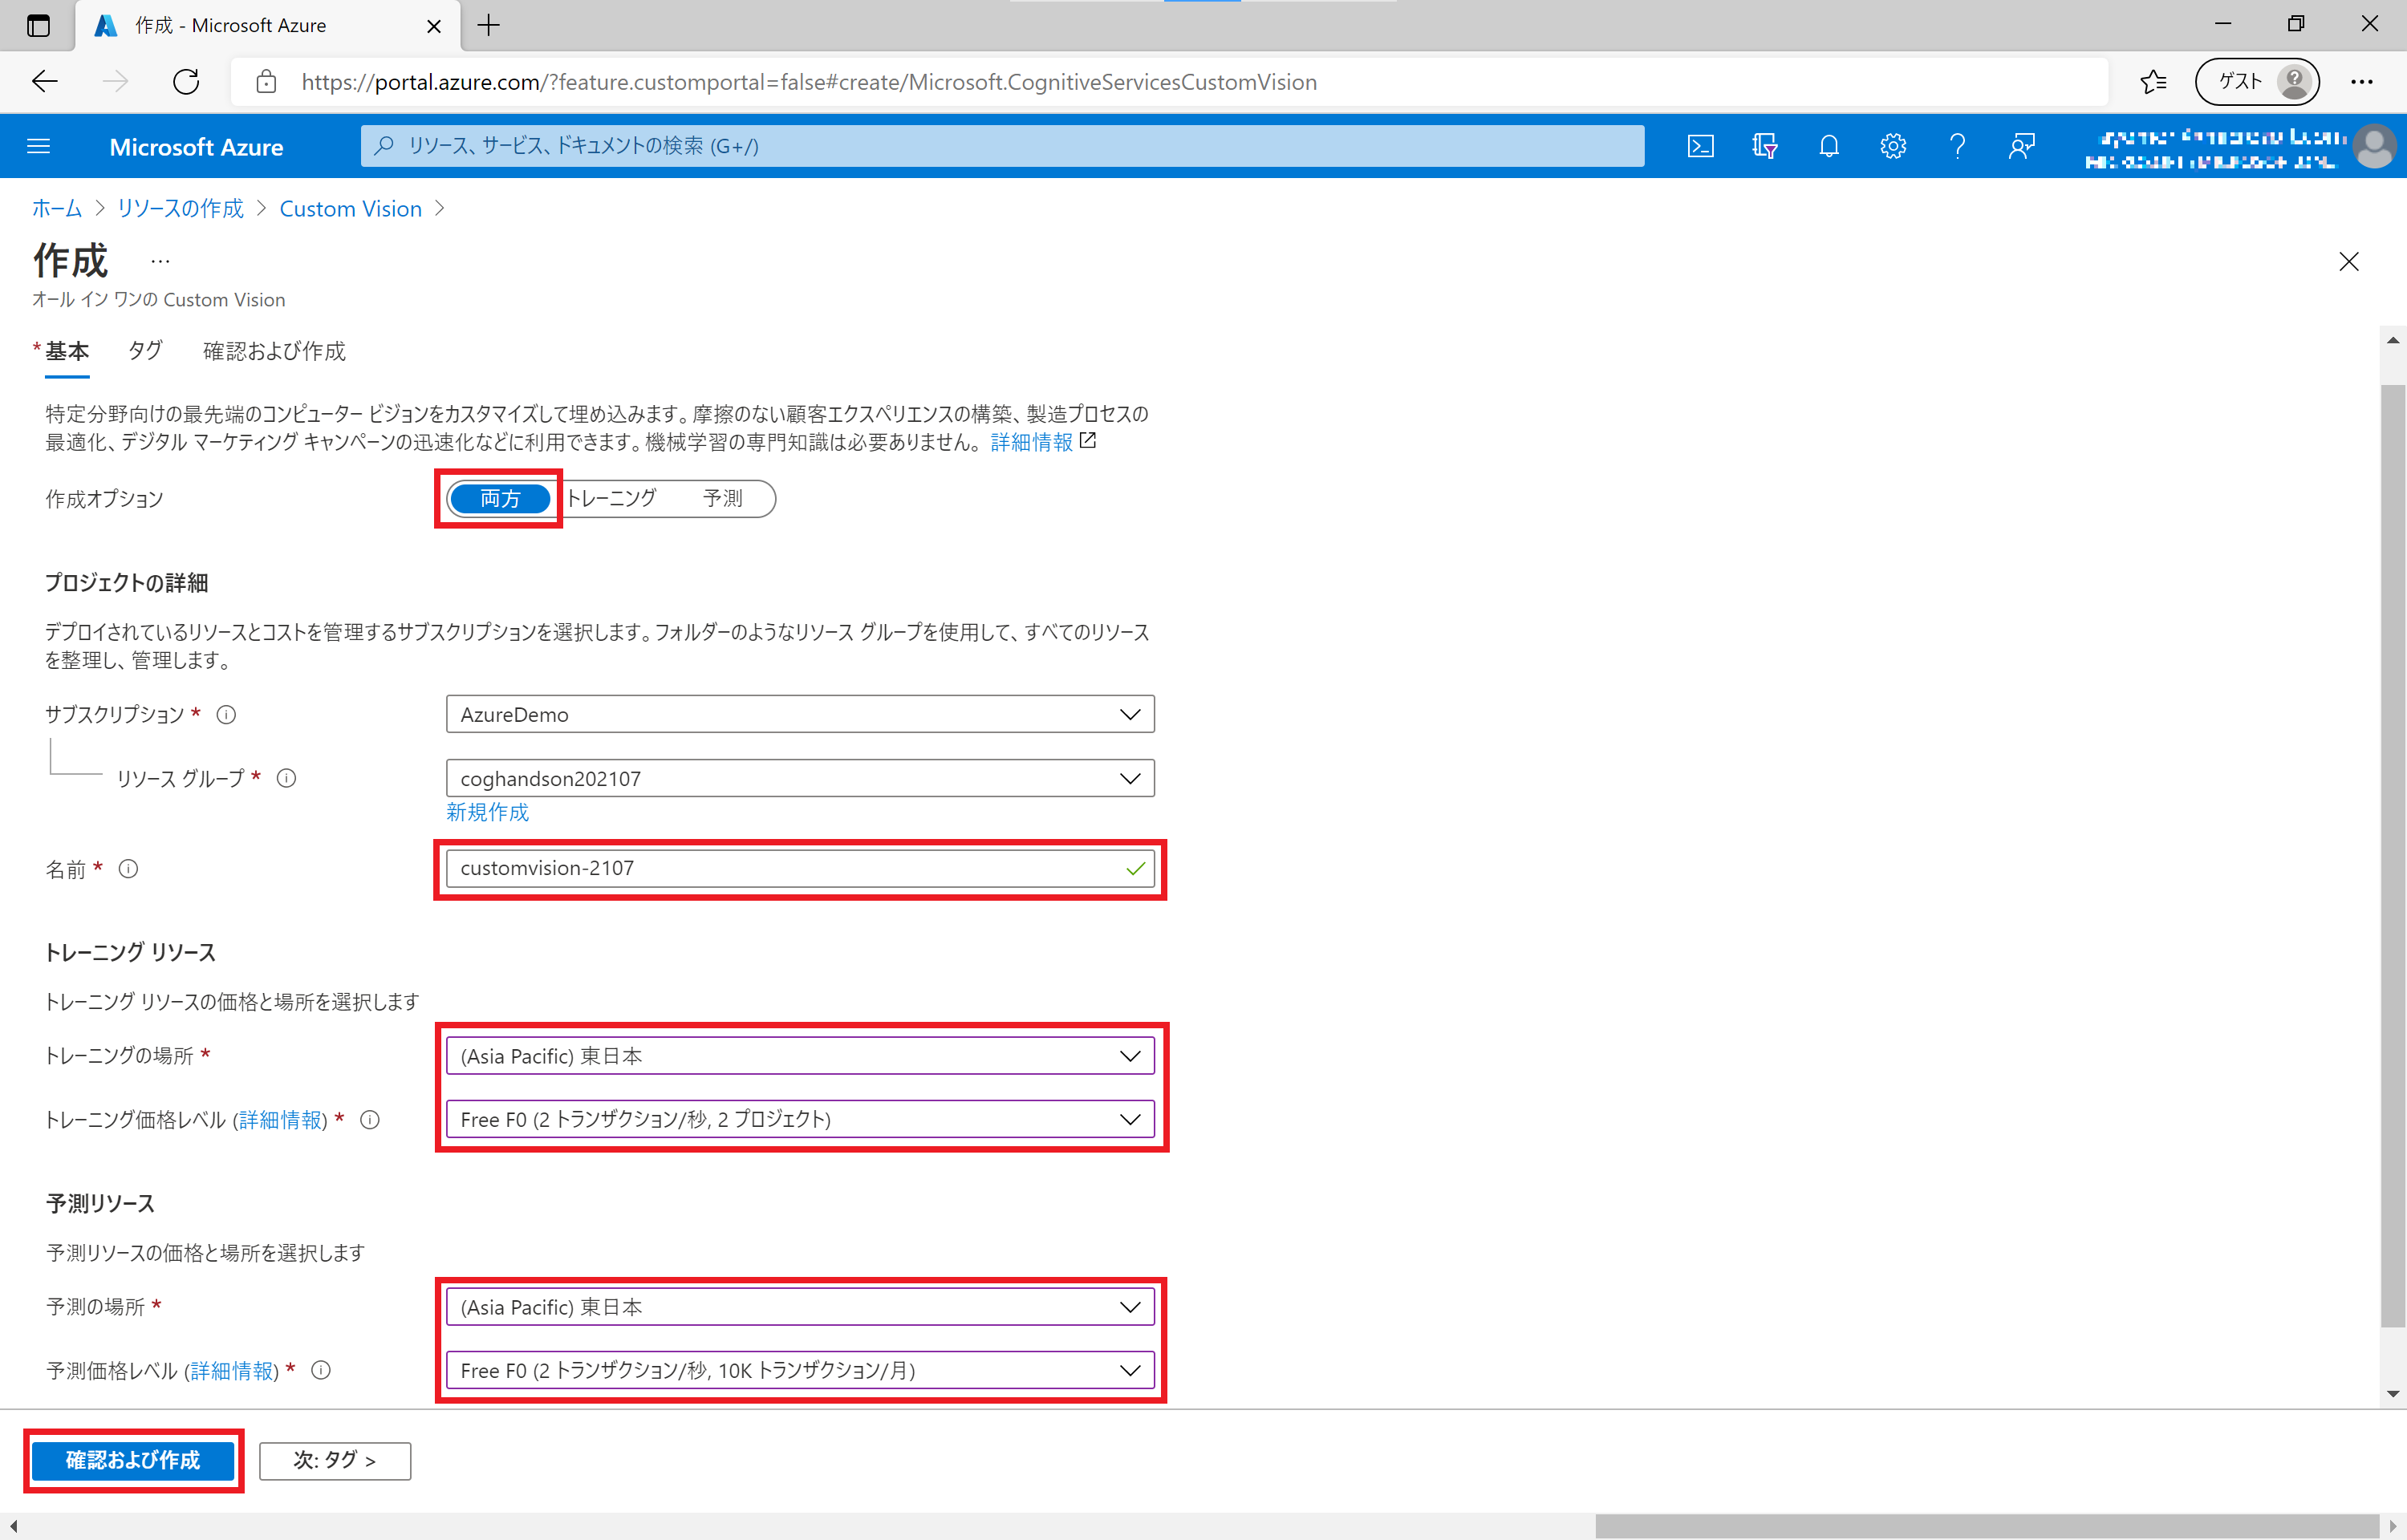 作成 - Microsoft Azure
https://portal.azure.com/?feature.customportal=false#create/Microsoft.CognitiveServicesCustomVision
ゲスト
Microsoft Azure
リソース、サービス、ドキュメントの検索 (G+/)
ホーム > リソースの作成 > Custom Vision >
作成 …
オール イン ワンの Custom Vision
* 基本 タグ 確認および作成
特定分野向けの最先端のコンピューター ビジョンをカスタマイズして埋め込みます。摩擦のない顧客エクスペリエンスの構築、製造プロセスの
最適化、デジタル マーケティング キャンペーンの迅速化などに利用できます。機械学習の専門知識は必要ありません。 詳細情報
作成オプション 両方 トレーニング 予測
プロジェクトの詳細
デプロイされているリソースとコストを管理するサブスクリプションを選択します。フォルダーのようなリソース グループを使用して、すべてのリソース
を整理し、管理します。
サブスクリプション * AzureDemo
リソース グループ * coghandson202107
新規作成
名前 * customvision-2107
トレーニング リソース
トレーニング リソースの価格と場所を選択します
トレーニングの場所 * (Asia Pacific) 東日本
トレーニング価格レベル (詳細情報) * Free F0 (2 トランザクション/秒, 2 プロジェクト)
予測リソース
予測リソースの価格と場所を選択します
予測の場所 * (Asia Pacific) 東日本
予測価格レベル (詳細情報) * Free F0 (2 トランザクション/秒, 10K トランザクション/月)
確認および作成 次: タグ >